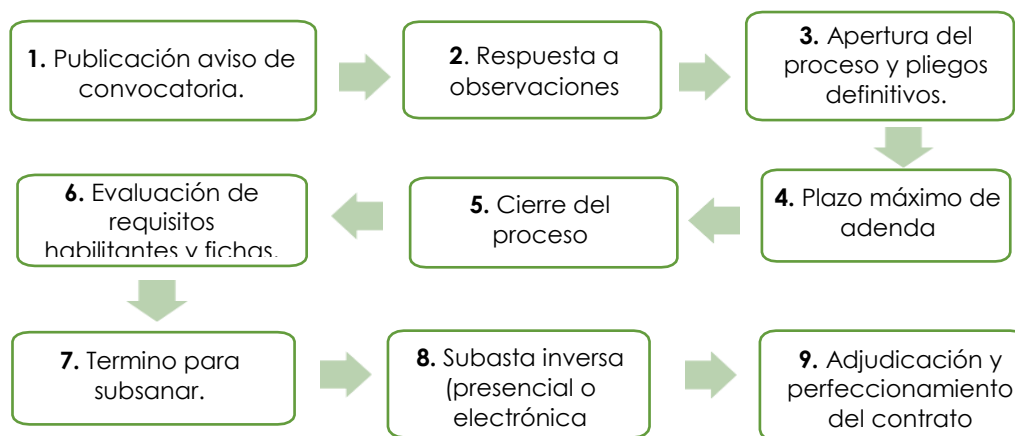 1. Publicación aviso de
convocatoria.
2. Respuesta a
observaciones
3. Apertura del
proceso y pliegos
definitivos.
4. Plazo máximo de
adenda
5. Cierre del
proceso
6. Evaluación de
requisitos
habilitantes y fichas.
7. Termino para
subsanar.
8. Subasta inversa
(presencial o
electrónica
9. Adjudicación y
perfeccionamiento
del contrato